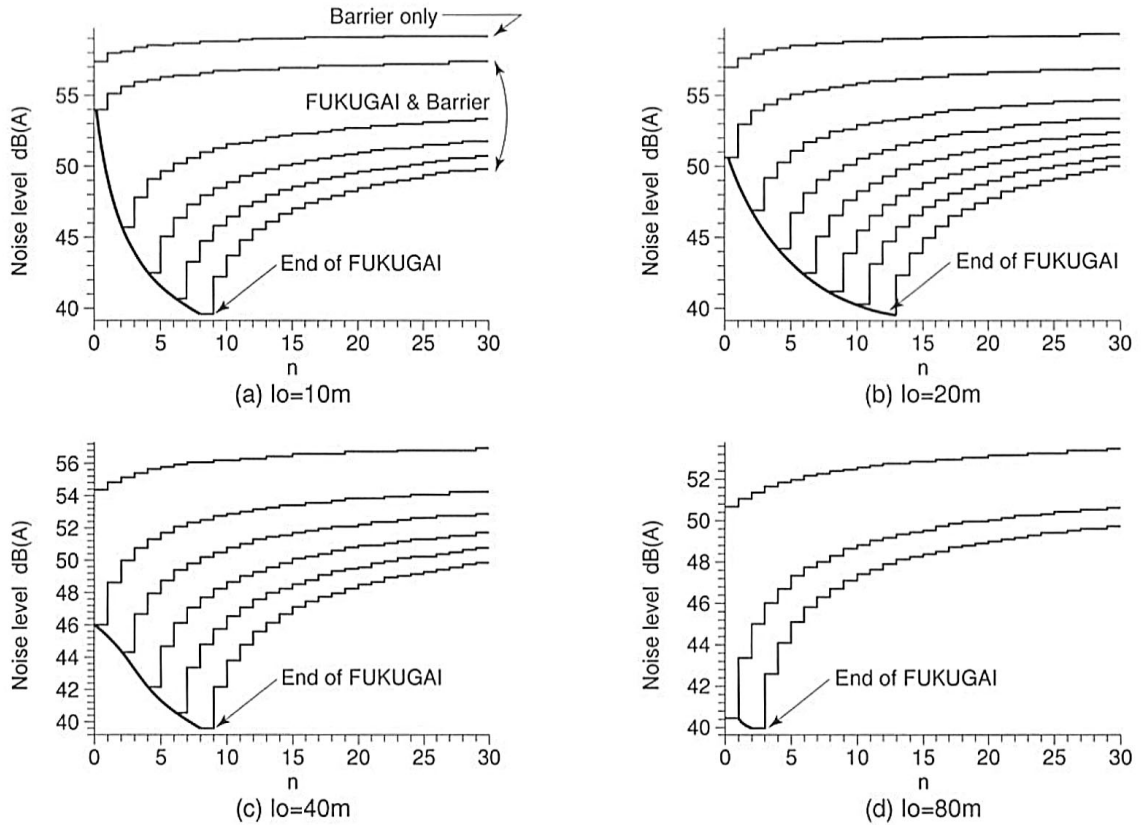 Barrier only
FUKUGAI & Barrier
End of FUKUGAI
Noise level dB(A)
55
50
45
40
0 5 10 15 20 25 30
n
(a) lo=10m
End of FUKUGAI
Noise level dB(A)
55
50
45
40
0 5 10 15 20 25 30
n
(b) lo=20m
End of FUKUGAI
Noise level dB(A)
56
54
52
50
48
46
44
42
40
0 5 10 15 20 25 30
n
(c) lo=40m
End of FUKUGAI
Noise level dB(A)
52
50
48
46
44
42
40
0 5 10 15 20 25 30
n
(d) lo=80m